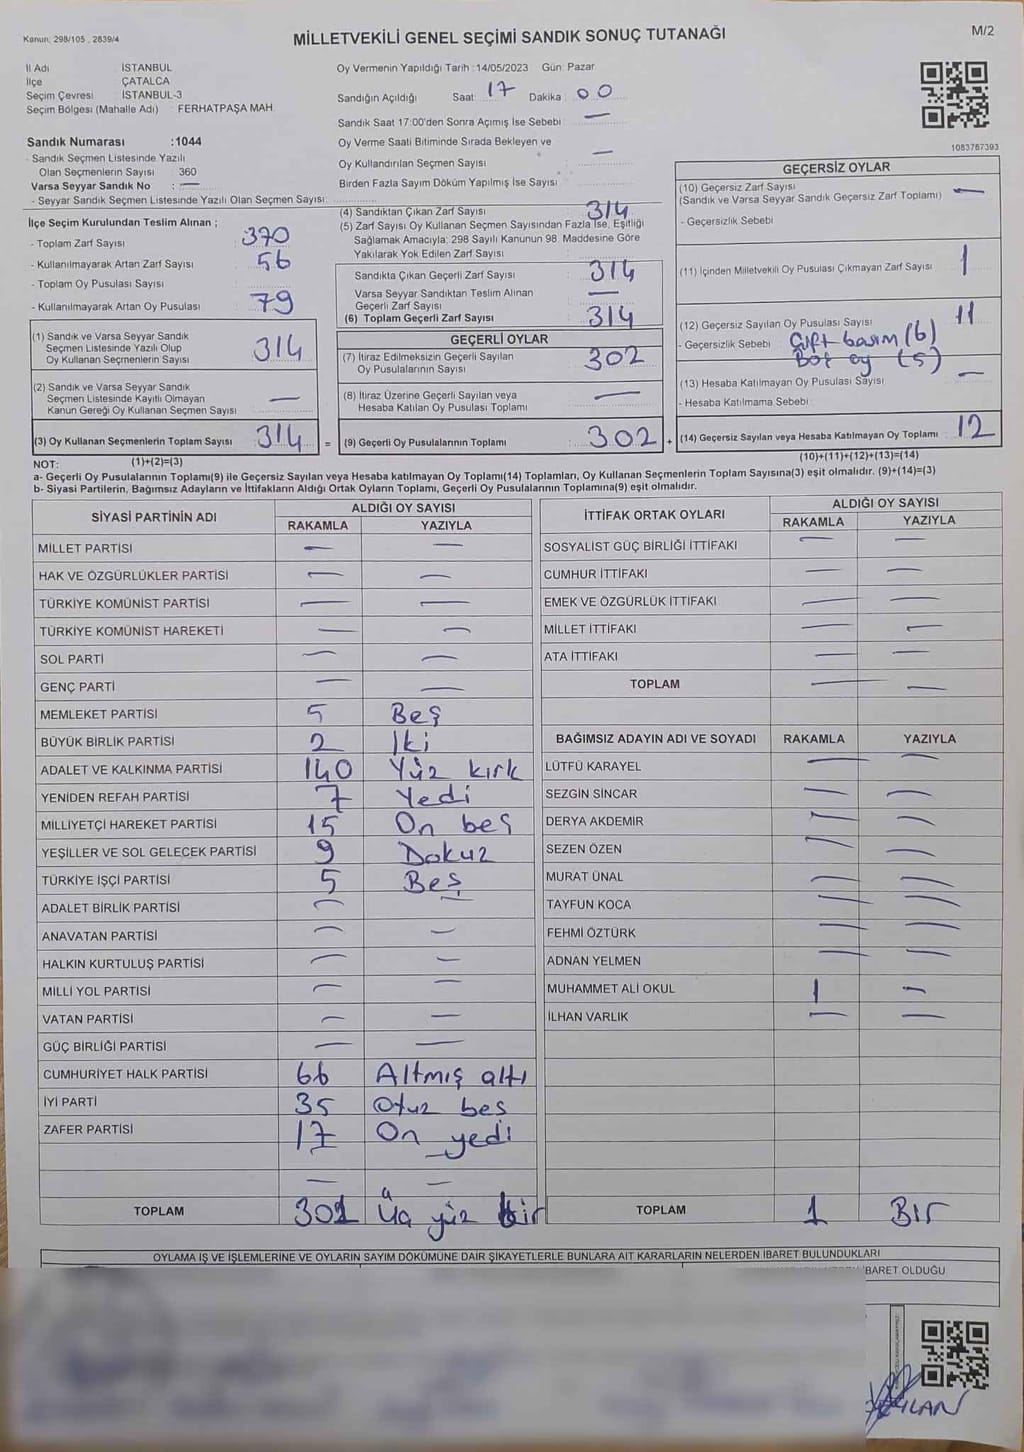 Kanun: 298/105 , 2839/4
MİLLETVEKİLİ GENEL SEÇİMİ SANDIK SONUÇ TUTANAĞI
M/2
İl Adı İSTANBUL
İlçe ÇATALCA
Seçim Çevresi İSTANBUL-3
Seçim Bölgesi (Mahalle Adı) FERHATPAŞA MAH.
Sandık Numarası :1044
- Sandık Seçmen Listesinde Yazılı
Olan Seçmenlerin Sayısı : 360
Varsa Seyyar Sandık No : —
- Seyyar Sandık Seçmen Listesinde Yazılı Olan Seçmen Sayısı:
Oy Vermenin Yapıldığı Tarih :14/05/2023 Gün: Pazar
Sandığın Açıldığı Saat: 17 Dakika: 00
Sandık Saat 17:00'den Sonra Açımış İse Sebebi : —
Oy Verme Saati Bitiminde Sırada Bekleyen ve
Oy Kullandırılan Seçmen Sayısı : —
Birden Fazla Sayım Döküm Yapılmış İse Sayısı :
1083767393
İlçe Seçim Kurulundan Teslim Alınan ;
- Toplam Zarf Sayısı : 370
- Kullanılmayarak Artan Zarf Sayısı : 56
- Toplam Oy Pusulası Sayısı :
- Kullanılmayarak Artan Oy Pusulası : 79
(1) Sandık ve Varsa Seyyar Sandık
Seçmen Listesinde Yazılı Olup
Oy Kullanan Seçmenlerin Sayısı : 314
(2) Sandık ve Varsa Seyyar Sandık
Seçmen Listesinde Kayıtlı Olmayan
Kanun Gereği Oy Kullanan Seçmen Sayısı : —
(3) Oy Kullanan Seçmenlerin Toplam Sayısı : 314
(1)+(2)=(3)
(4) Sandıktan Çıkan Zarf Sayısı : 314
(5) Zarf Sayısı Oy Kullanan Seçmen Sayısından Fazla İse, Eşitliği
Sağlamak Amacıyla; 298 Sayılı Kanunun 98. Maddesine Göre
Yakılarak Yok Edilen Zarf Sayısı :
Sandıkta Çıkan Geçerli Zarf Sayısı : 314
Varsa Seyyar Sandıktan Teslim Alınan
Geçerli Zarf Sayısı : —
(6) Toplam Geçerli Zarf Sayısı : 314
GEÇERLİ OYLAR
(7) İtiraz Edilmeksizin Geçerli Sayılan
Oy Pusulalarının Sayısı : 302
(8) İtiraz Üzerine Geçerli Sayılan veya
Hesaba Katılan Oy Pusulası Toplamı : —
= (9) Geçerli Oy Pusulalarının Toplamı : 302 +
GEÇERSİZ OYLAR
(10) Geçersiz Zarf Sayısı
(Sandık ve Varsa Seyyar Sandık Geçersiz Zarf Toplamı) : —
- Geçersizlik Sebebi :
(11) İçinden Milletvekili Oy Pusulası Çıkmayan Zarf Sayısı : 1
(12) Geçersiz Sayılan Oy Pusulası Sayısı : 11
- Geçersizlik Sebebi : Çift basım (6)
Boş oy (5)
(13) Hesaba Katılmayan Oy Pusulası Sayısı : —
- Hesaba Katılmama Sebebi :
(14) Geçersiz Sayılan veya Hesaba Katılmayan Oy Toplamı : 12
(10)+(11)+(12)+(13)=(14)
NOT:
a- Geçerli Oy Pusulalarının Toplamı(9) ile Geçersiz Sayılan veya Hesaba katılmayan Oy Toplamı(14) Toplamları, Oy Kullanan Seçmenlerin Toplam Sayısına(3) eşit olmalıdır. (9)+(14)=(3)
b- Siyasi Partilerin, Bağımsız Adayların ve İttifakların Aldığı Ortak Oyların Toplamı, Geçerli Oy Pusulalarının Toplamına(9) eşit olmalıdır.
SİYASİ PARTİNİN ADI
ALDIĞI OY SAYISI
RAKAMLA YAZIYLA
MİLLET PARTİSİ — —
HAK VE ÖZGÜRLÜKLER PARTİSİ — —
TÜRKİYE KOMÜNİST PARTİSİ — —
TÜRKİYE KOMÜNİST HAREKETİ — —
SOL PARTİ — —
GENÇ PARTİ — —
MEMLEKET PARTİSİ 5 Beş
BÜYÜK BİRLİK PARTİSİ 2 İki
ADALET VE KALKINMA PARTİSİ 140 Yüz kırk
YENİDEN REFAH PARTİSİ 7 Yedi
MİLLİYETÇİ HAREKET PARTİSİ 15 On beş
YEŞİLLER VE SOL GELECEK PARTİSİ 9 Dokuz
TÜRKİYE İŞÇİ PARTİSİ 5 Beş
ADALET BİRLİK PARTİSİ — —
ANAVATAN PARTİSİ — —
HALKIN KURTULUŞ PARTİSİ — —
MİLLİ YOL PARTİSİ — —
VATAN PARTİSİ — —
GÜÇ BİRLİĞİ PARTİSİ — —
CUMHURİYET HALK PARTİSİ 66 Altmış altı
İYİ PARTİ 35 Otuz beş
ZAFER PARTİSİ 17 On yedi
— —
TOPLAM 301 Üç yüz bir
İTTİFAK ORTAK OYLARI
ALDIĞI OY SAYISI
RAKAMLA YAZIYLA
SOSYALİST GÜÇ BİRLİĞİ İTTİFAKI — —
CUMHUR İTTİFAKI — —
EMEK VE ÖZGÜRLÜK İTTİFAKI — —
MİLLET İTTİFAKI — —
ATA İTTİFAKI — —
TOPLAM — —
BAĞIMSIZ ADAYIN ADI VE SOYADI RAKAMLA YAZIYLA
LÜTFÜ KARAYEL — —
SEZGİN SİNCAR — —
DERYA AKDEMİR — —
SEZEN ÖZEN — —
MURAT ÜNAL — —
TAYFUN KOCA — —
FEHMİ ÖZTÜRK — —
ADNAN YELMEN — —
MUHAMMET ALİ OKUL 1 —
İLHAN VARLIK — —
TOPLAM 1 Bir
OYLAMA İŞ VE İŞLEMLERİNE VE OYLARIN SAYIM DÖKÜMÜNE DAİR ŞİKAYETLERLE BUNLARA AİT KARARLARIN NELERDEN İBARET BULUNDUKLARI
İBARET OLDUĞU